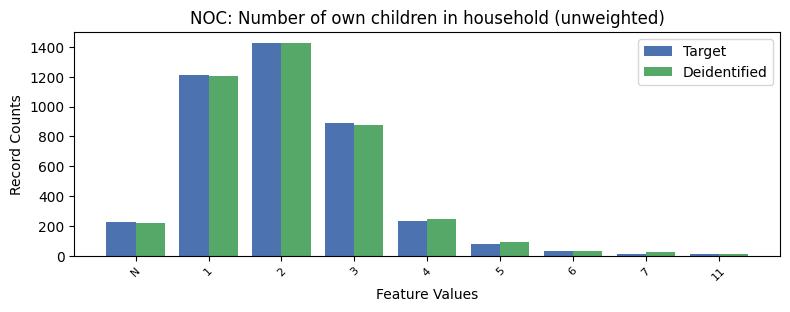 NOC: Number of own children in household (unweighted)
Target
Deidentified
Record Counts
1400
1200
1000
800
600
400
200
0
N 1 2 3 4 5 6 7 11
Feature Values